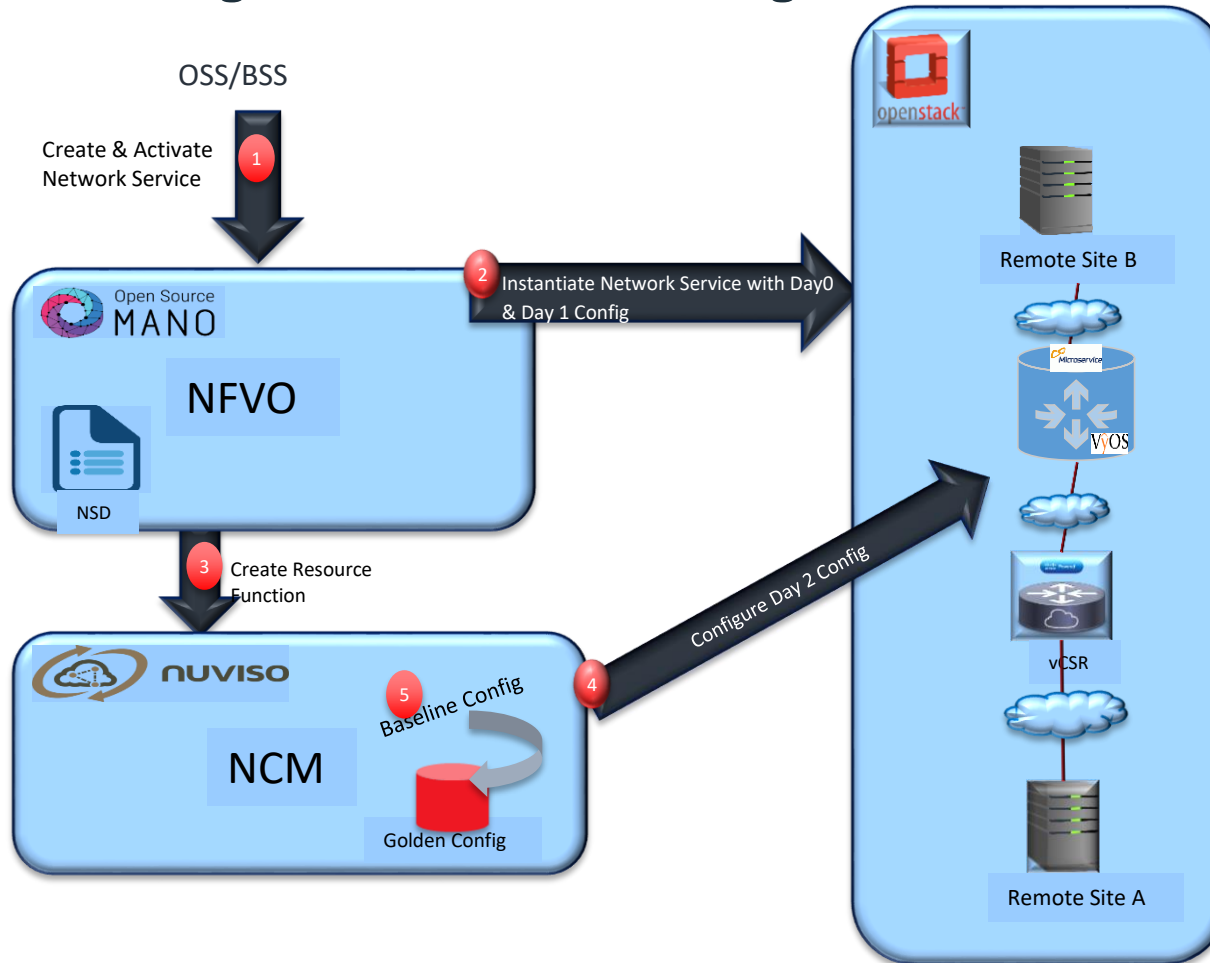 OSS/BSS
Create & Activate
Network Service
1
openstack
Remote Site B
2
Instantiate Network Service with Day0
& Day 1 Config
Open Source
MANO
NFVO
NSD
Microservice
VyOS
3
Create Resource
Function
Configure Day 2 Config
vCSR
nuviso
5
Baseline Config
4
NCM
Golden Config
Remote Site A